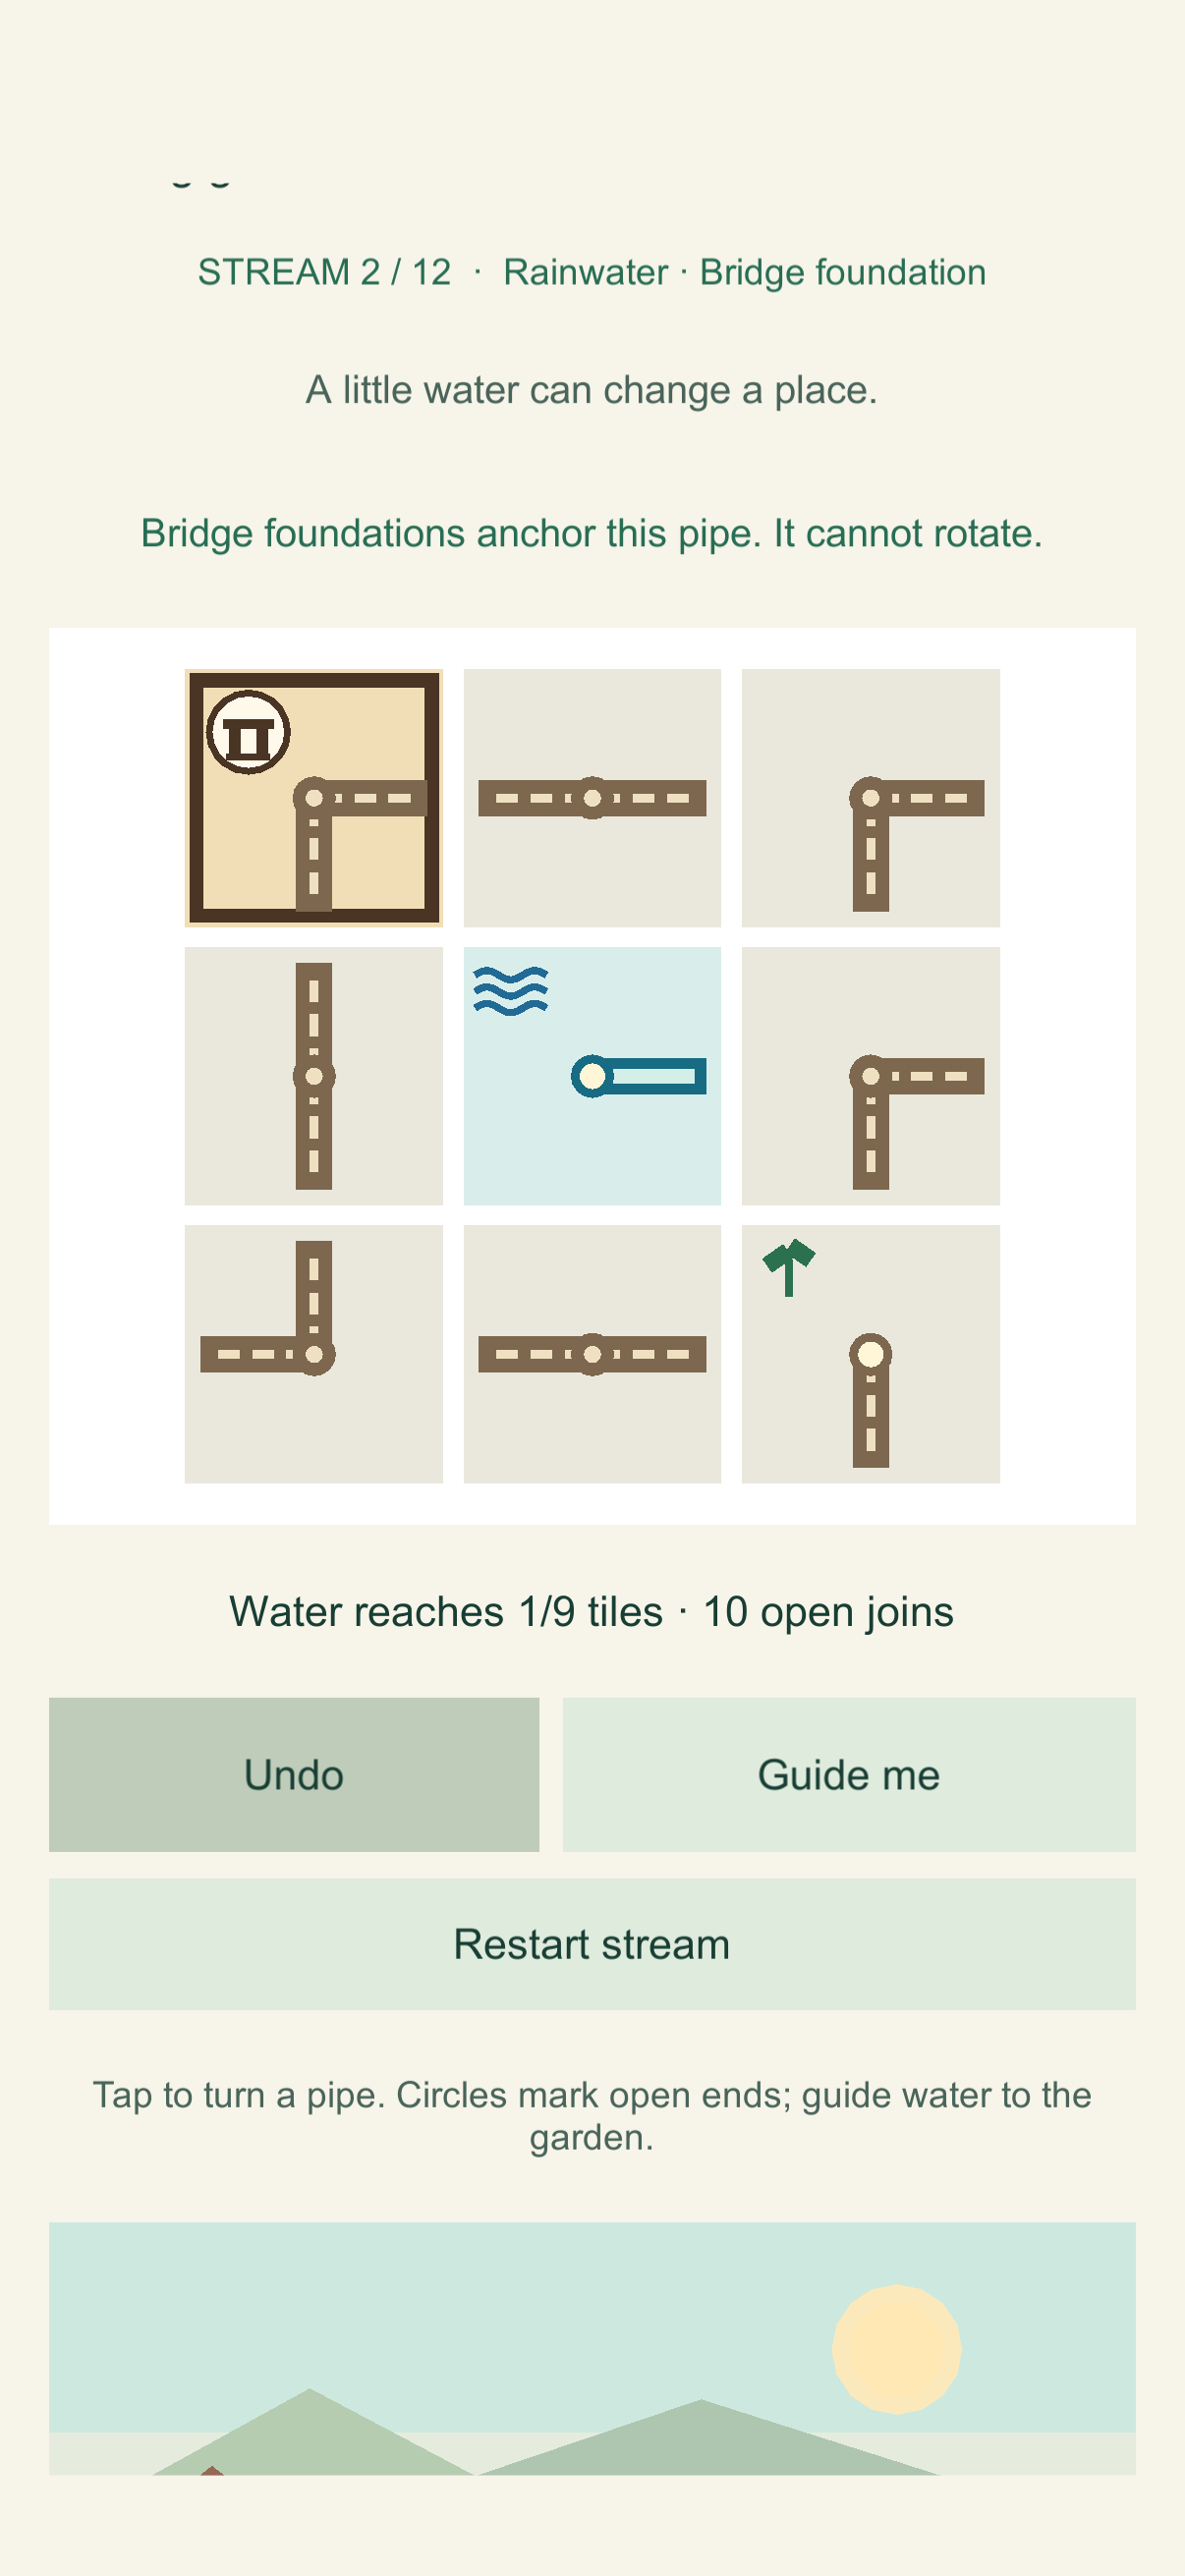 STREAM 2 / 12 · Rainwater · Bridge foundation
A little water can change a place.
Bridge foundations anchor this pipe. It cannot rotate.
Water reaches 1/9 tiles · 10 open joins
Undo
Guide me
Restart stream
Tap to turn a pipe. Circles mark open ends; guide water to the
garden.